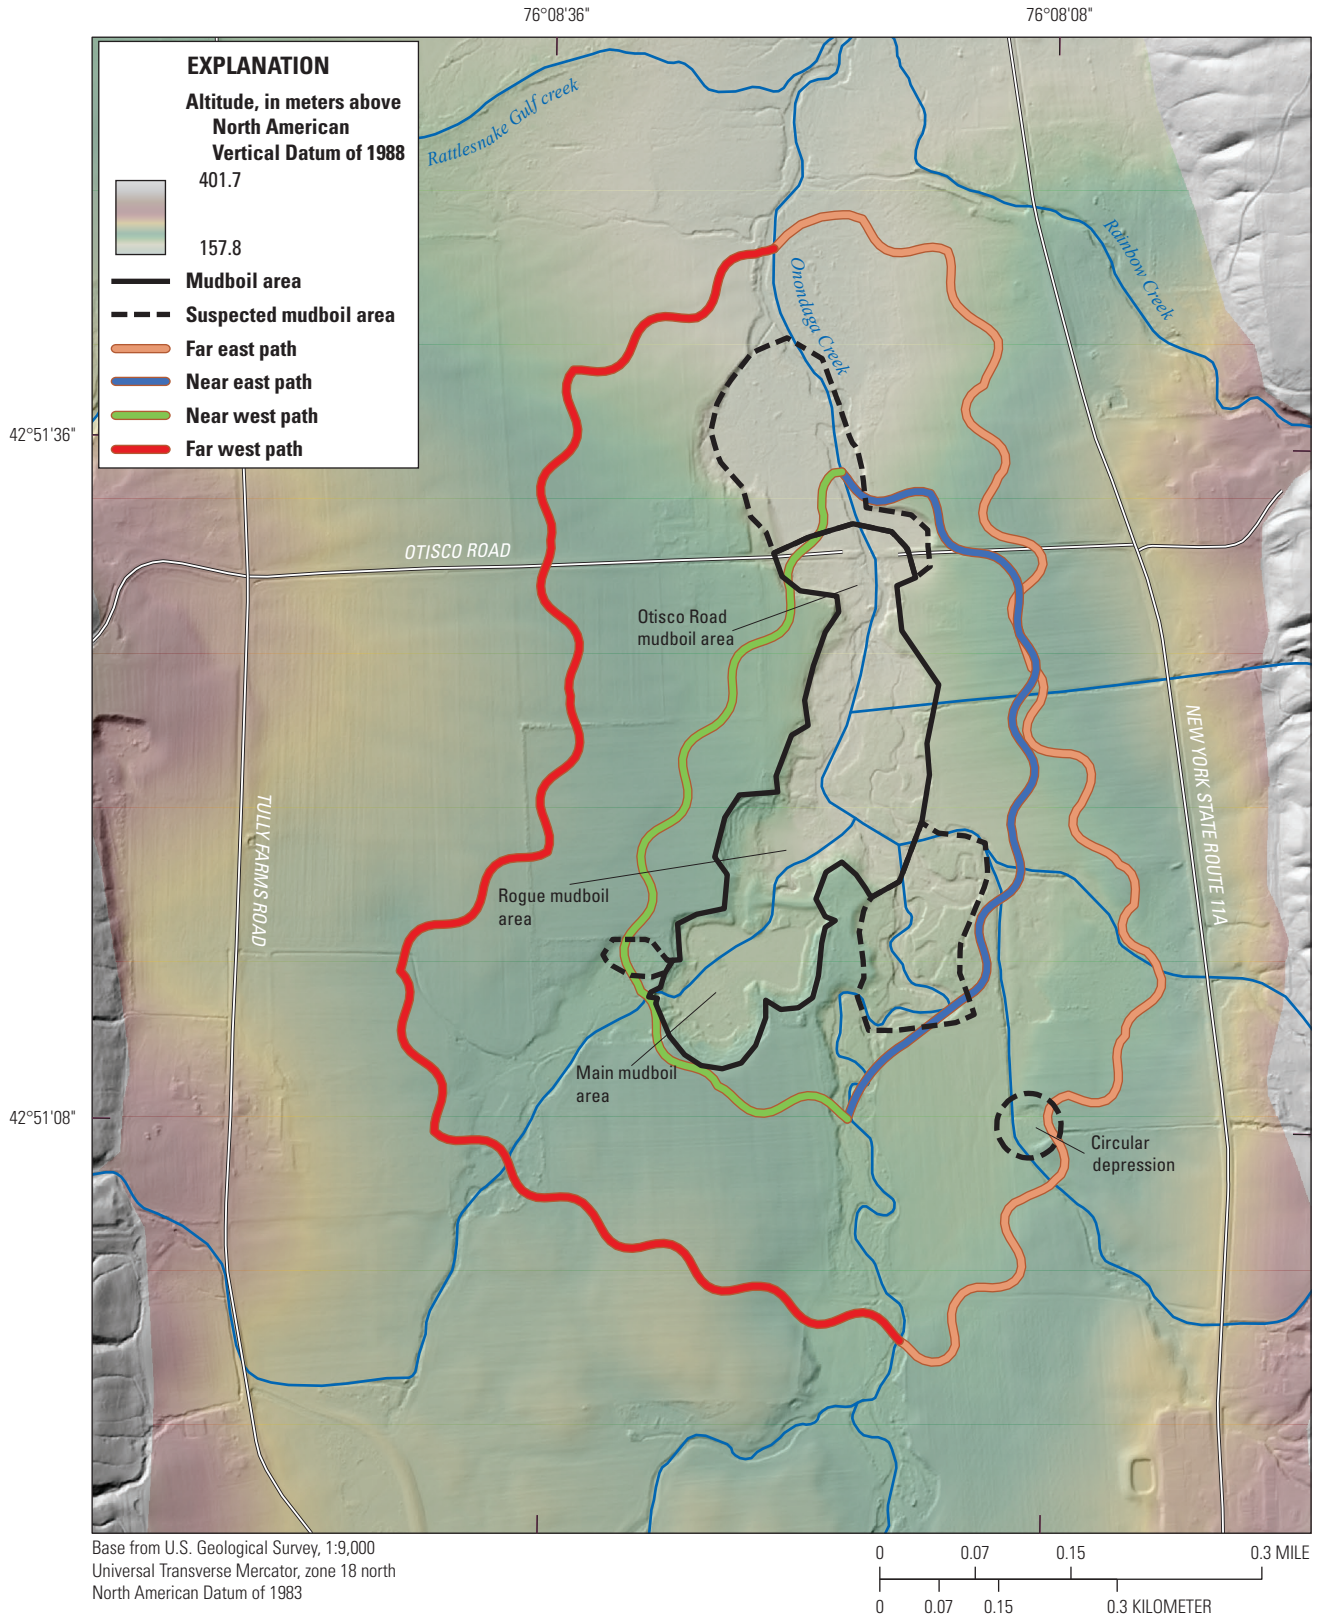 76°08'36"
76°08'08"
EXPLANATION
Altitude, in meters above
North American
Vertical Datum of 1988
401.7
157.8
Mudboil area
Suspected mudboil area
Far east path
Near east path
Near west path
Far west path
Rattlesnake Gulf creek
Rainbow Creek
Onondaga Creek
42°51'36"
OTISCO ROAD
Otisco Road
mudboil area
NEW YORK STATE ROUTE 11A
TULLY FARMS ROAD
Rogue mudboil
area
Main mudboil
area
42°51'08"
Circular
depression
Base from U.S. Geological Survey, 1:9,000
Universal Transverse Mercator, zone 18 north
North American Datum of 1983
0 0.07 0.15 0.3 MILE
0 0.07 0.15 0.3 KILOMETER